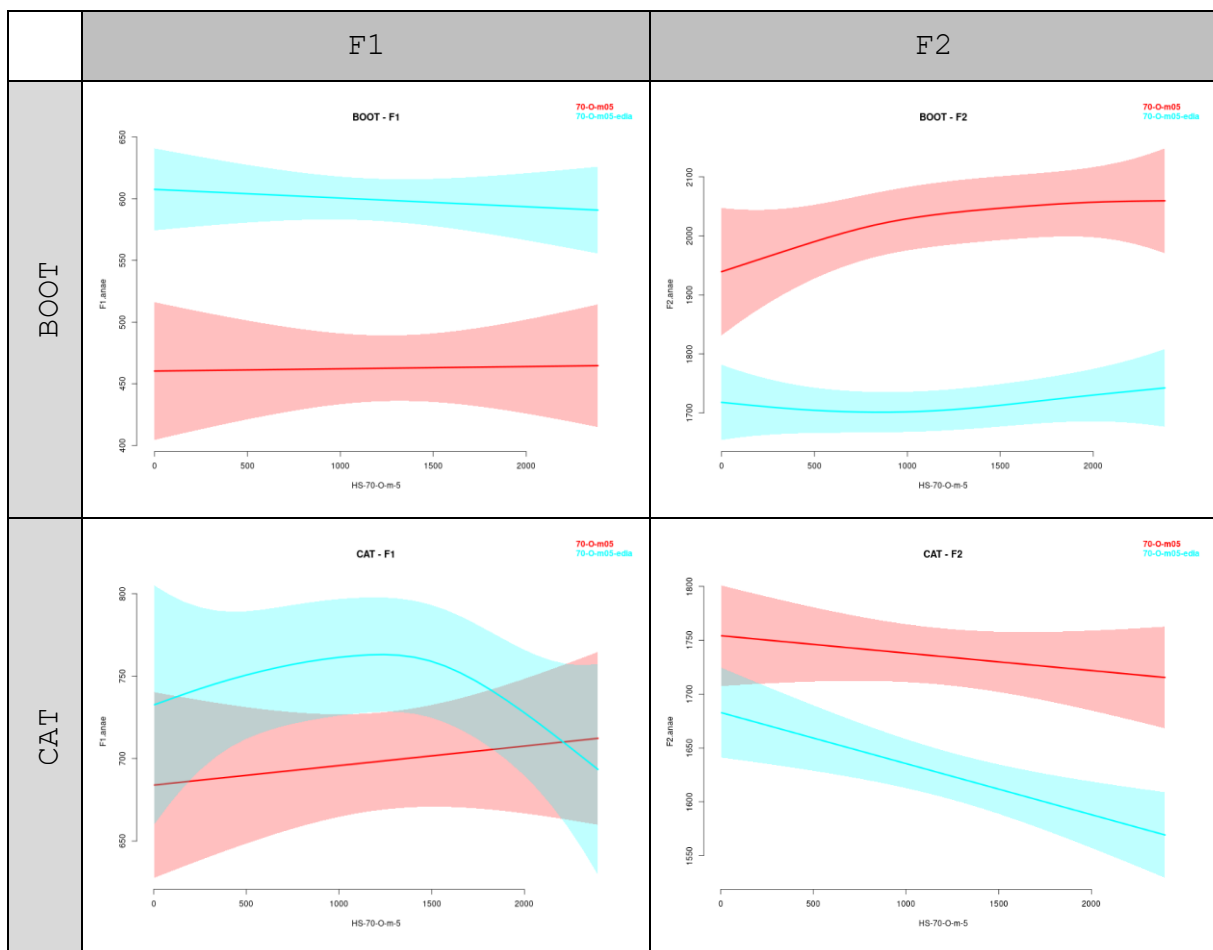 F1
F2
BOOT
BOOT - F1
70-O-m05
70-O-m05-edia
F1.anae
650
600
550
500
450
400
0 500 1000 1500 2000
HS-70-O-m-5
BOOT - F2
70-O-m05
70-O-m05-edia
F2.anae
2100
2000
1900
1800
1700
0 500 1000 1500 2000
HS-70-O-m-5
CAT
CAT - F1
70-O-m05
70-O-m05-edia
F1.anae
800
750
700
650
0 500 1000 1500 2000
HS-70-O-m-5
CAT - F2
70-O-m05
70-O-m05-edia
F2.anae
1800
1750
1700
1650
1600
1550
0 500 1000 1500 2000
HS-70-O-m-5